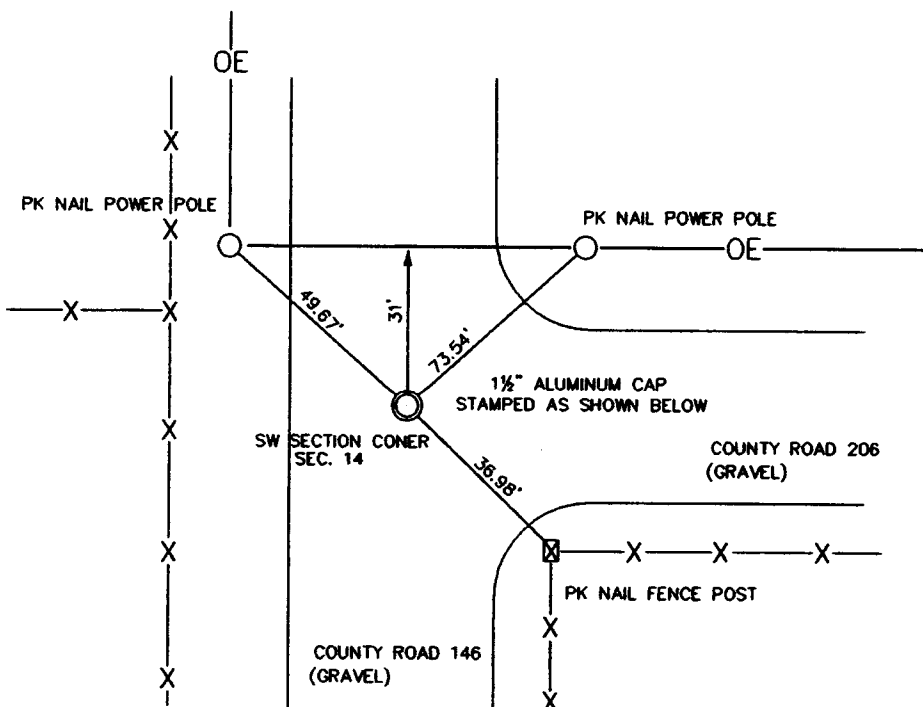 OE
PK NAIL POWER POLE
PK NAIL POWER POLE
OE
49.67'
31'
73.54'
1½" ALUMINUM CAP
STAMPED AS SHOWN BELOW
SW SECTION CONER
SEC. 14
36.98'
COUNTY ROAD 206
(GRAVEL)
PK NAIL FENCE POST
COUNTY ROAD 146
(GRAVEL)